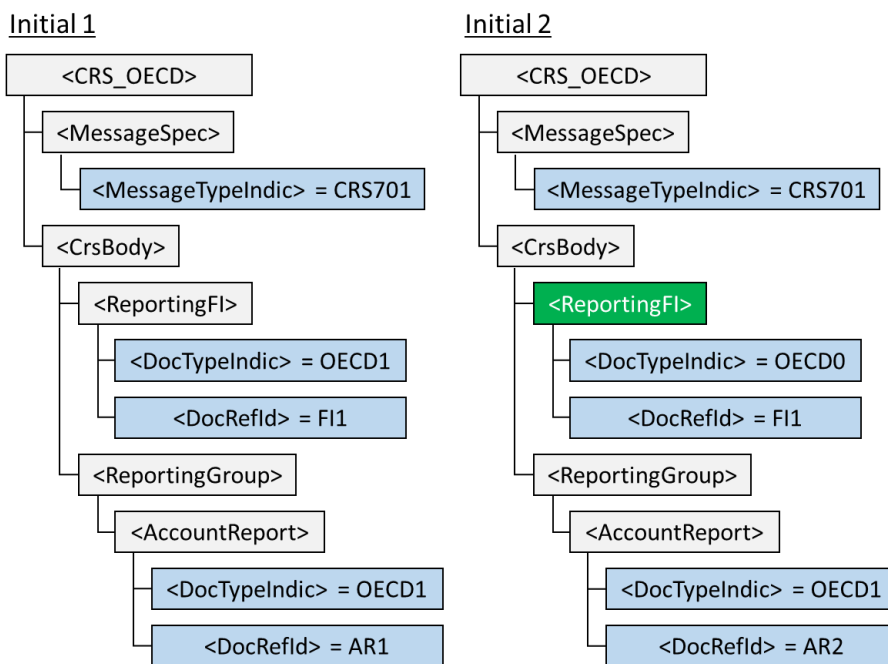 Initial 1
<CRS_OECD>
<MessageSpec>
<MessageTypeIndic> = CRS701
<CrsBody>
<ReportingFI>
<DocTypeIndic> = OECD1
<DocRefId> = FI1
<ReportingGroup>
<AccountReport>
<DocTypeIndic> = OECD1
<DocRefId> = AR1
Initial 2
<CRS_OECD>
<MessageSpec>
<MessageTypeIndic> = CRS701
<CrsBody>
<ReportingFI>
<DocTypeIndic> = OECD0
<DocRefId> = FI1
<ReportingGroup>
<AccountReport>
<DocTypeIndic> = OECD1
<DocRefId> = AR2